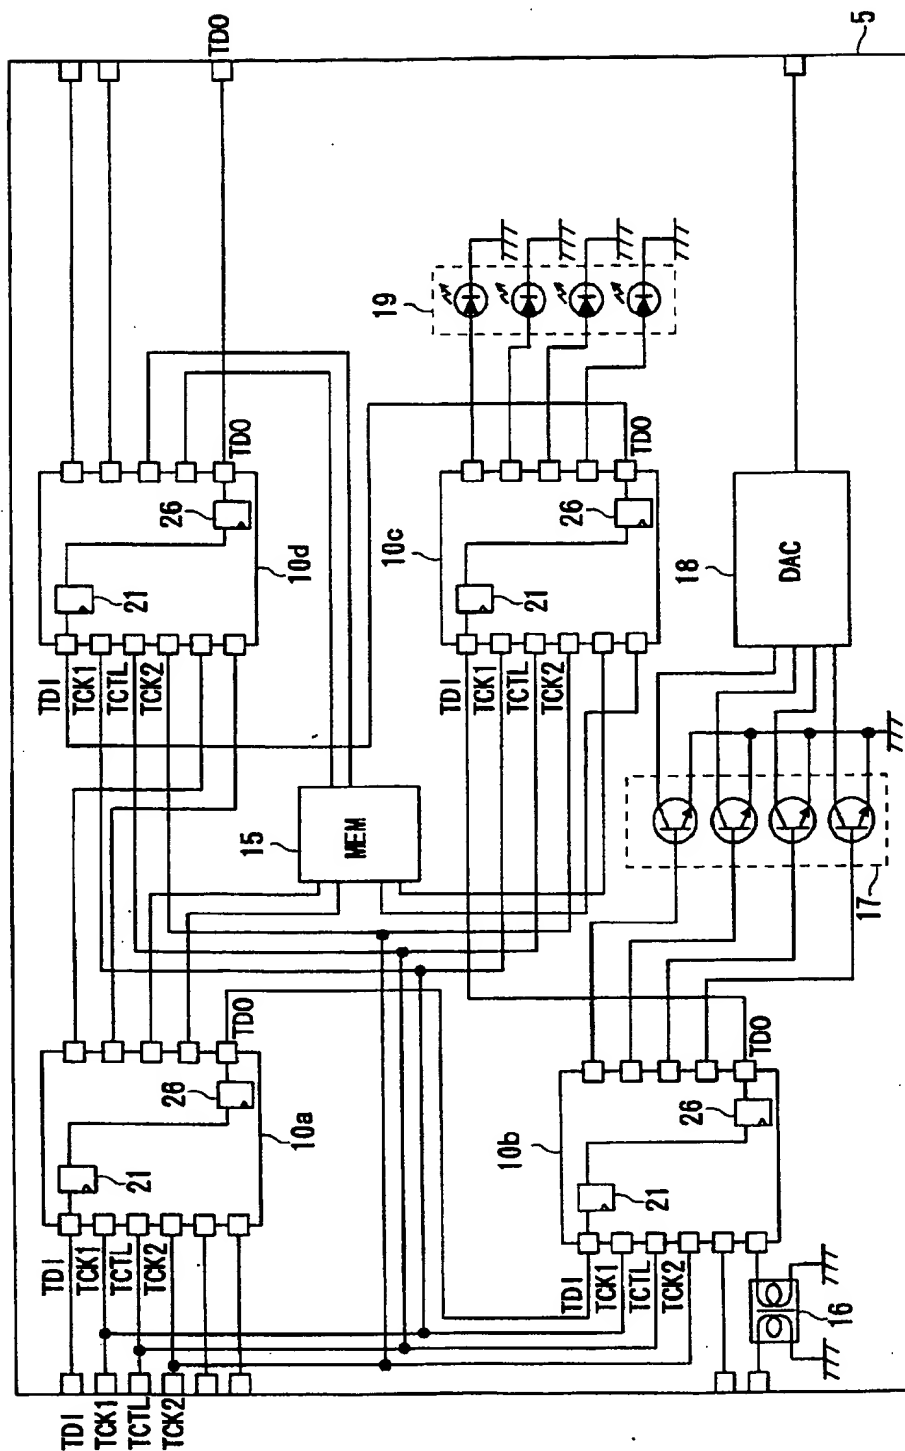 TDI
TCK1
TCTL
TCK2
TDI
TCK1
TCTL
TCK2
21
26
10a
TDO
15
MEM
TDI
TCK1
TCTL
TCK2
21
26
10d
TDO
TDO
TDI
TCK1
TCTL
TCK2
21
26
10b
TDO
16
17
TDI
TCK1
TCTL
TCK2
21
26
10c
TDO
19
18
DAC
5